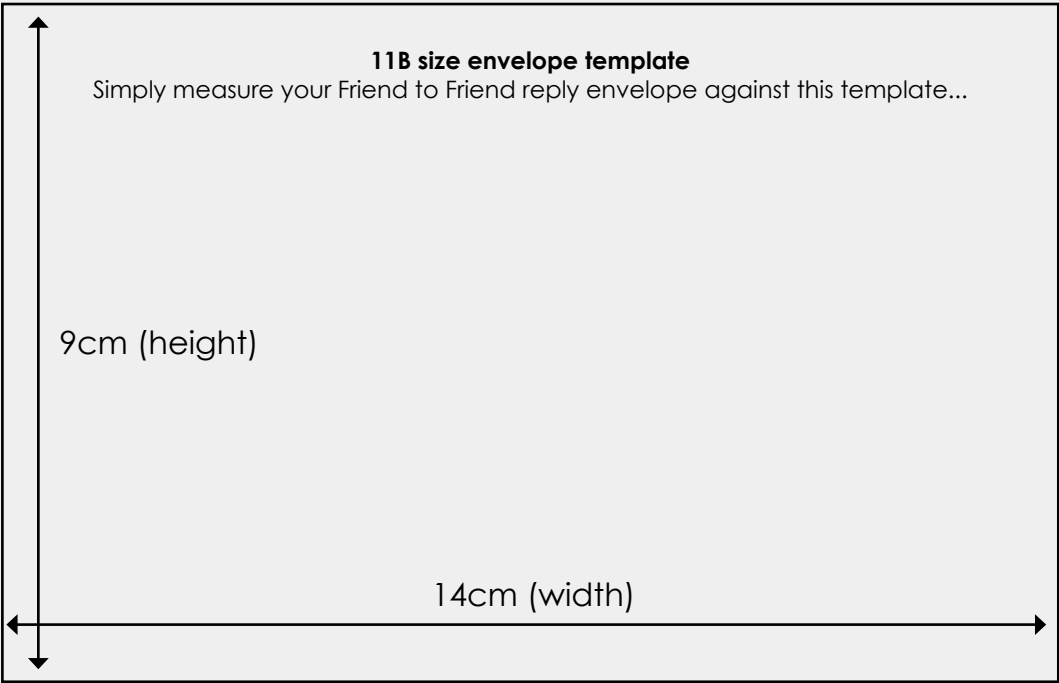 11B size envelope template
Simply measure your Friend to Friend reply envelope against this template...
9cm (height)
14cm (width)